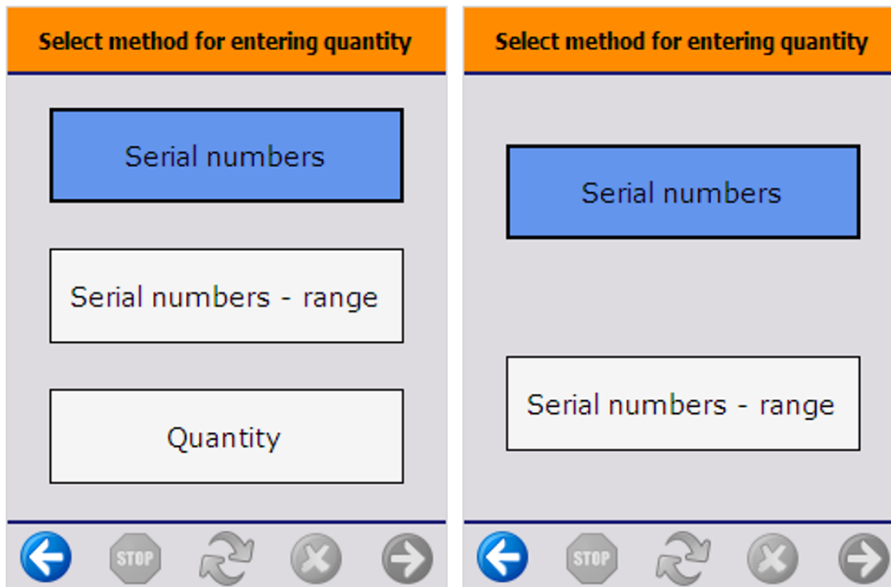 Select method for entering quantity
Serial numbers
Serial numbers - range
Quantity
STOP
Select method for entering quantity
Serial numbers
Serial numbers - range
STOP